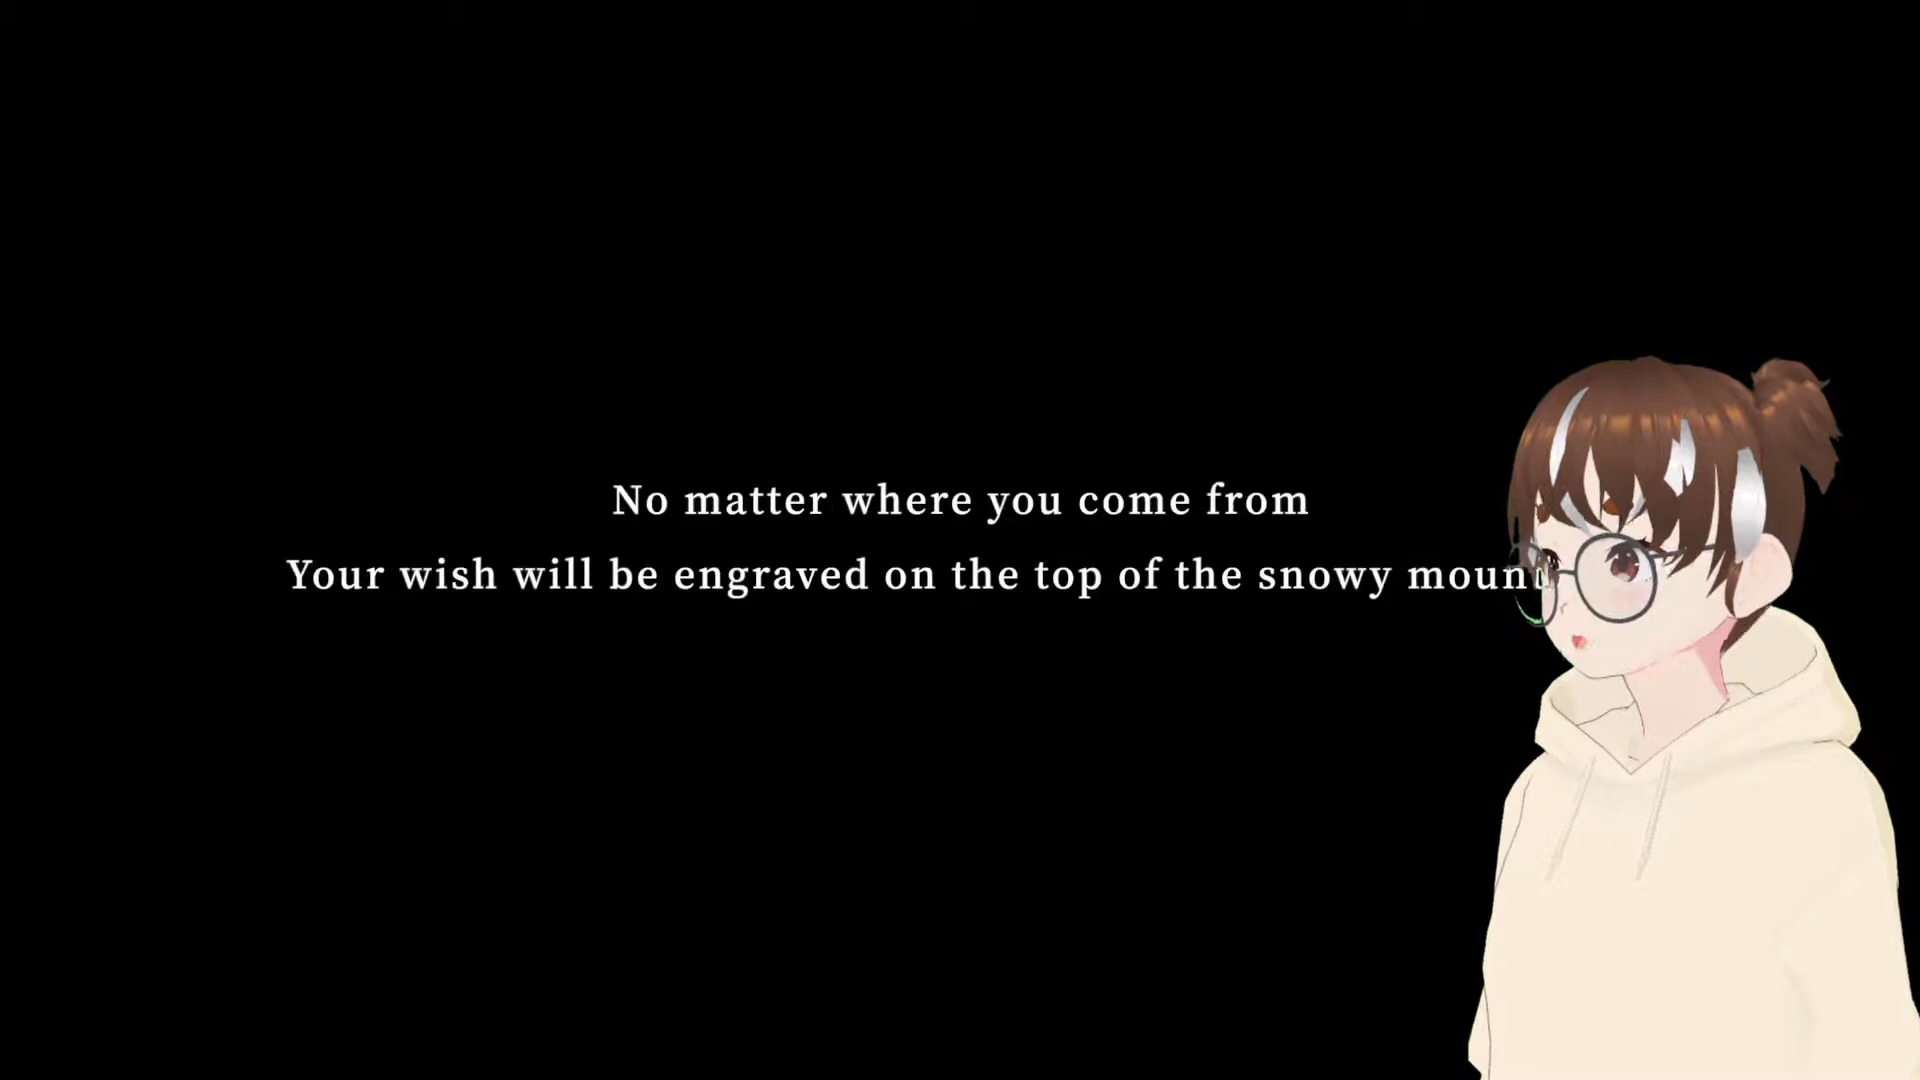 No matter where you come from
Your wish will be engraved on the top of the snowy